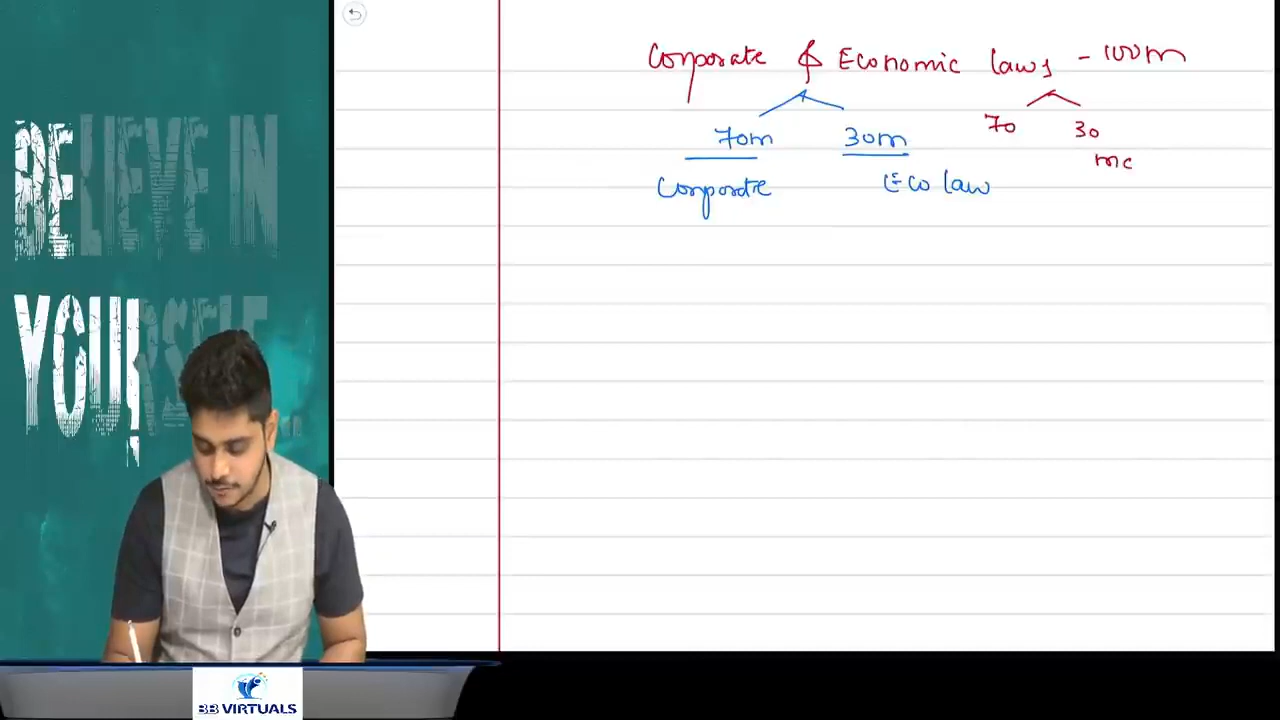 Corporate & Economic laws - 100m
70m 30m 70 30
mc
Corporate Eco law
BELIEVE IN
YOURSELF...
BB VIRTUALS